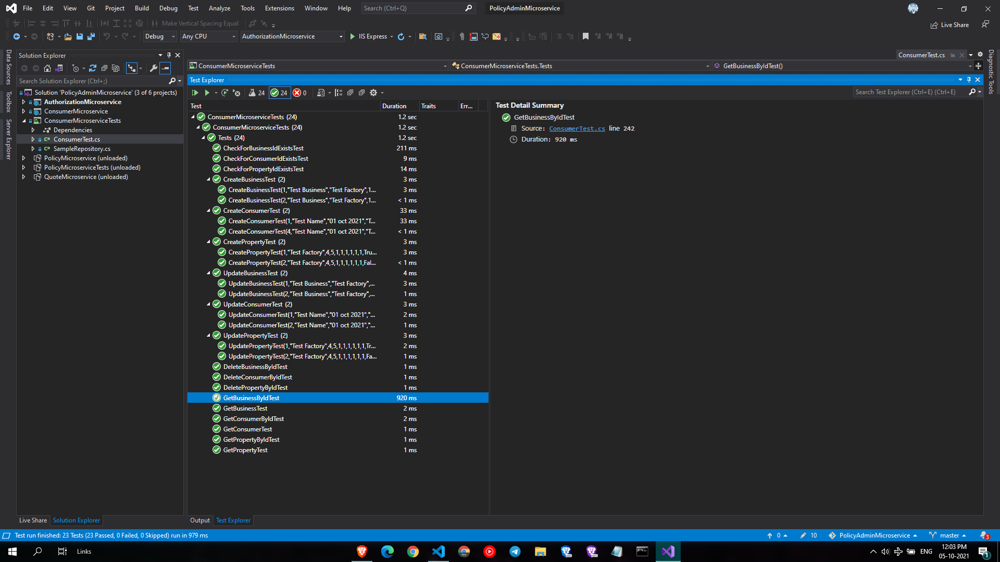 File Edit View Git Project Build Debug Test Analyze Tools Extensions Window Help Search (Ctrl+Q) PolicyAdminMicroservice
Make Vertical Spacing Equal
Live Share
Debug Any CPU AuthorizationMicroservice IIS Express
Data Sources
Toolbox
Server Explorer
Solution Explorer
Search Solution Explorer (Ctrl+;)
Solution 'PolicyAdminMicroservice' (3 of 6 projects)
AuthorizationMicroservice
ConsumerMicroservice
ConsumerMicroserviceTests
Dependencies
C# ConsumerTest.cs
C# SampleRepository.cs
PolicyMicroservice (unloaded)
PolicyMicroserviceTests (unloaded)
QuoteMicroservice (unloaded)
Live Share Solution Explorer
ConsumerTest.cs
Diagnostic Tools
ConsumerMicroserviceTests ConsumerMicroserviceTests.Tests GetBusinessByIdTest()
Test Explorer
24 24 0
Search Test Explorer (Ctrl+E) (Ctrl+E)
Test Duration Traits Err...
ConsumerMicroserviceTests (24) 1.2 sec
ConsumerMicroserviceTests (24) 1.2 sec
Tests (24) 1.2 sec
CheckForBusinessIdExistsTest 211 ms
CheckForConsumerIdExistsTest 9 ms
CheckForPropertyIdExistsTest 14 ms
CreateBusinessTest (2) 3 ms
CreateBusinessTest(1,"Test Business","Test Factory",1... 3 ms
CreateBusinessTest(2,"Test Business","Test Factory",1... < 1 ms
CreateConsumerTest (2) 33 ms
CreateConsumerTest(1,"Test Name","01 oct 2021","T... 33 ms
CreateConsumerTest(4,"Test Name","01 oct 2021","T... < 1 ms
CreatePropertyTest (2) 3 ms
CreatePropertyTest(1,"Test Factory",4,5,1,1,1,1,1,1,Tru... 3 ms
CreatePropertyTest(2,"Test Factory",4,5,1,1,1,1,1,1,Fal... < 1 ms
UpdateBusinessTest (2) 4 ms
UpdateBusinessTest(1,"Test Business","Test Factory",... 3 ms
UpdateBusinessTest(2,"Test Business","Test Factory",... 1 ms
UpdateConsumerTest (2) 3 ms
UpdateConsumerTest(1,"Test Name","01 oct 2021","... 2 ms
UpdateConsumerTest(2,"Test Name","01 oct 2021","... 1 ms
UpdatePropertyTest (2) 3 ms
UpdatePropertyTest(1,"Test Factory",4,5,1,1,1,1,1,1,Tr... 2 ms
UpdatePropertyTest(2,"Test Factory",4,5,1,1,1,1,1,1,Fa... 1 ms
DeleteBusinessByIdTest 1 ms
DeleteConsumerByIdTest 1 ms
DeletePropertyByIdTest 1 ms
GetBusinessByIdTest 920 ms
GetBusinessTest 2 ms
GetConsumerByIdTest 2 ms
GetConsumerTest 1 ms
GetPropertyByIdTest 1 ms
GetPropertyTest 1 ms
Test Detail Summary
GetBusinessByIdTest
Source: ConsumerTest.cs line 242
Duration: 920 ms
Output Test Explorer
Test run finished: 23 Tests (23 Passed, 0 Failed, 0 Skipped) run in 979 ms 0 10 PolicyAdminMicroservice master 3
Links
ENG
12:03 PM
05-10-2021
1